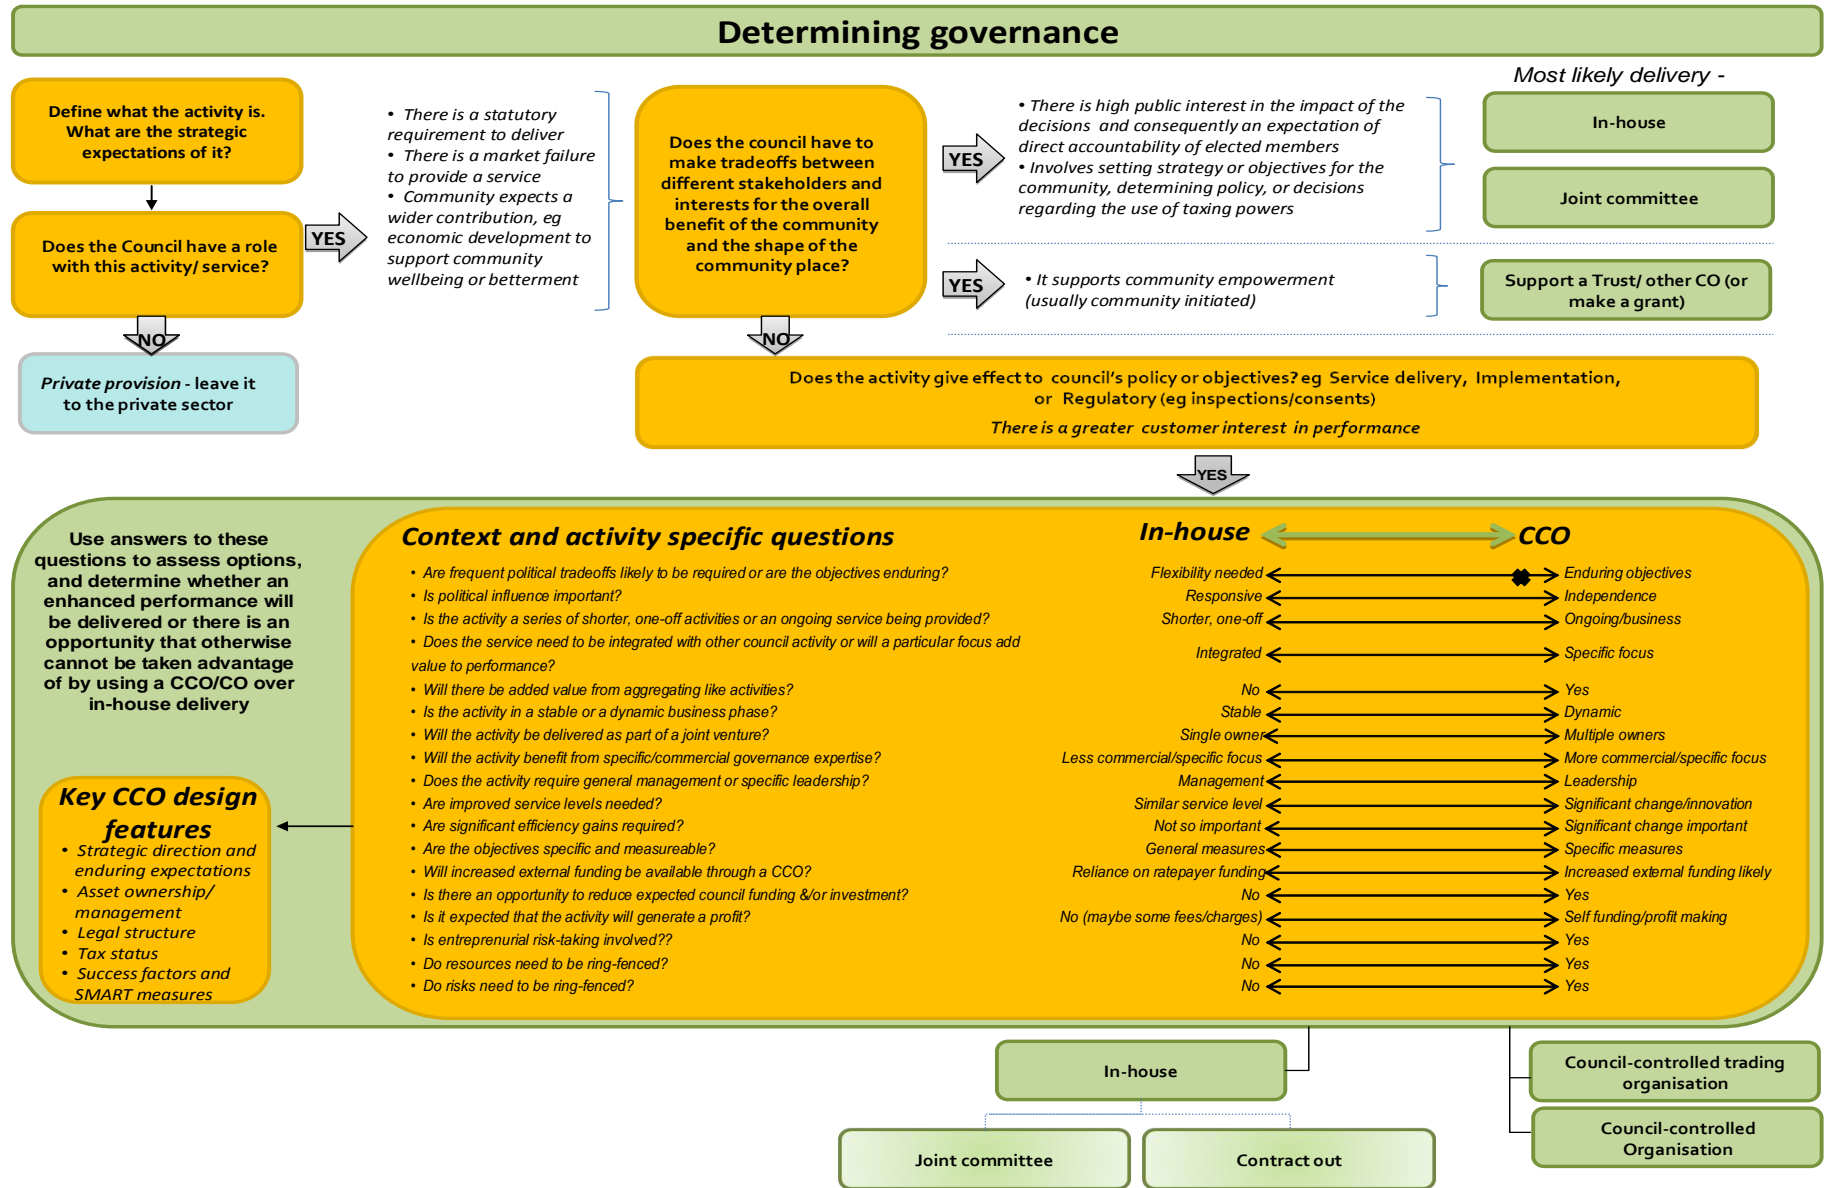 Determining governance
Define what the activity is.
What are the strategic
expectations of it?
Does the Council have a role
with this activity/ service?
YES
NO
Private provision - leave it
to the private sector
• There is a statutory
requirement to deliver
• There is a market failure
to provide a service
• Community expects a
wider contribution, eg
economic development to
support community
wellbeing or betterment
Does the council have to
make tradeoffs between
different stakeholders and
interests for the overall
benefit of the community
and the shape of the
community place?
YES
• There is high public interest in the impact of the
decisions and consequently an expectation of
direct accountability of elected members
• Involves setting strategy or objectives for the
community, determining policy, or decisions
regarding the use of taxing powers
Most likely delivery -
In-house
Joint committee
YES
• It supports community empowerment
(usually community initiated)
Support a Trust/ other CO (or
make a grant)
NO
Does the activity give effect to council's policy or objectives? eg Service delivery, Implementation,
or Regulatory (eg inspections/consents)
There is a greater customer interest in performance
YES
Use answers to these
questions to assess options,
and determine whether an
enhanced performance will
be delivered or there is an
opportunity that otherwise
cannot be taken advantage
of by using a CCO/CO over
in-house delivery
Key CCO design
features
• Strategic direction and
enduring expectations
• Asset ownership/
management
• Legal structure
• Tax status
• Success factors and
SMART measures
Context and activity specific questions
In-house
CCO
• Are frequent political tradeoffs likely to be required or are the objectives enduring?
Flexibility needed
Enduring objectives
• Is political influence important?
Responsive
Independence
• Is the activity a series of shorter, one-off activities or an ongoing service being provided?
Shorter, one-off
Ongoing/business
• Does the service need to be integrated with other council activity or will a particular focus add
value to performance?
Integrated
Specific focus
• Will there be added value from aggregating like activities?
No
Yes
• Is the activity in a stable or a dynamic business phase?
Stable
Dynamic
• Will the activity be delivered as part of a joint venture?
Single owner
Multiple owners
• Will the activity benefit from specific/commercial governance expertise?
Less commercial/specific focus
More commercial/specific focus
• Does the activity require general management or specific leadership?
Management
Leadership
• Are improved service levels needed?
Similar service level
Significant change/innovation
• Are significant efficiency gains required?
Not so important
Significant change important
• Are the objectives specific and measureable?
General measures
Specific measures
• Will increased external funding be available through a CCO?
Reliance on ratepayer funding
Increased external funding likely
• Is there an opportunity to reduce expected council funding &/or investment?
No
Yes
• Is it expected that the activity will generate a profit?
No (maybe some fees/charges)
Self funding/profit making
• Is entreprenurial risk-taking involved??
No
Yes
• Do resources need to be ring-fenced?
No
Yes
• Do risks need to be ring-fenced?
No
Yes
In-house
Joint committee
Contract out
Council-controlled trading
organisation
Council-controlled
Organisation